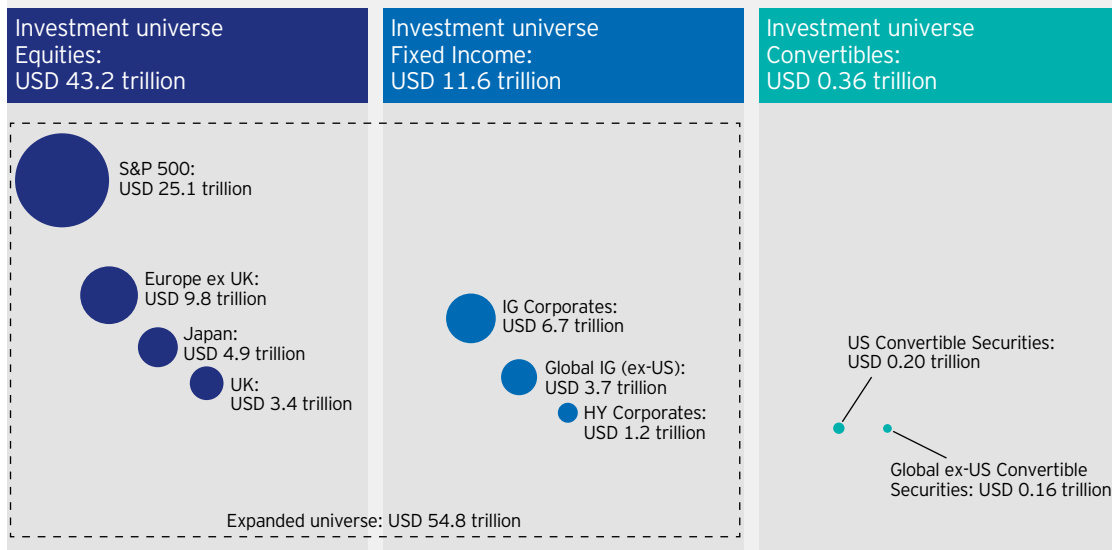 Investment universe
Equities:
USD 43.2 trillion
Investment universe
Fixed Income:
USD 11.6 trillion
Investment universe
Convertibles:
USD 0.36 trillion
S&P 500:
USD 25.1 trillion
Europe ex UK:
USD 9.8 trillion
Japan:
USD 4.9 trillion
UK:
USD 3.4 trillion
IG Corporates:
USD 6.7 trillion
Global IG (ex-US):
USD 3.7 trillion
HY Corporates:
USD 1.2 trillion
US Convertible Securities:
USD 0.20 trillion
Global ex-US Convertible
Securities: USD 0.16 trillion
Expanded universe: USD 54.8 trillion